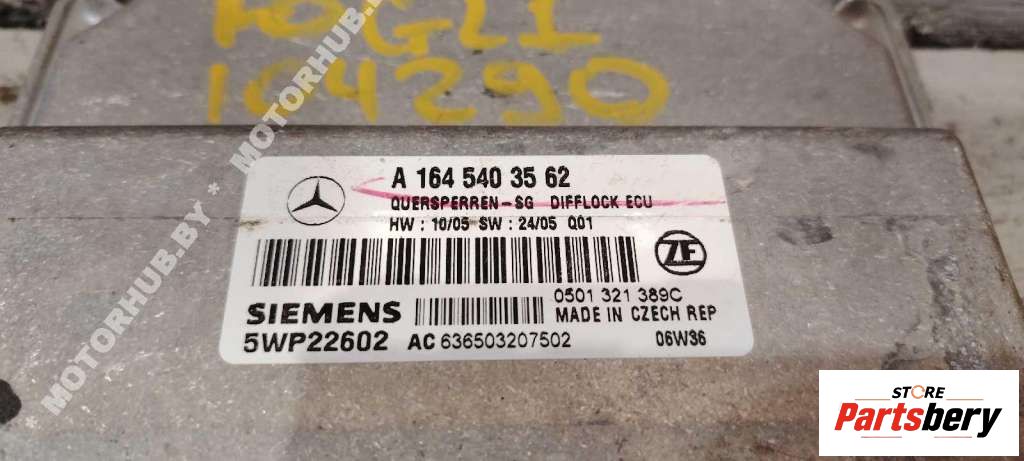 ЮGLI
104290
MOTORHUB.BY * MOTORHUB.BY
A 164 540 35 62
QUERSPERREN-SG DIFFLOCK ECU
HW : 10/05 SW : 24/05 Q01
ZF
0501 321 389C
SIEMENS
MADE IN CZECH REP
5WP22602 AC 636503207502 06W36
STORE
Partsbery